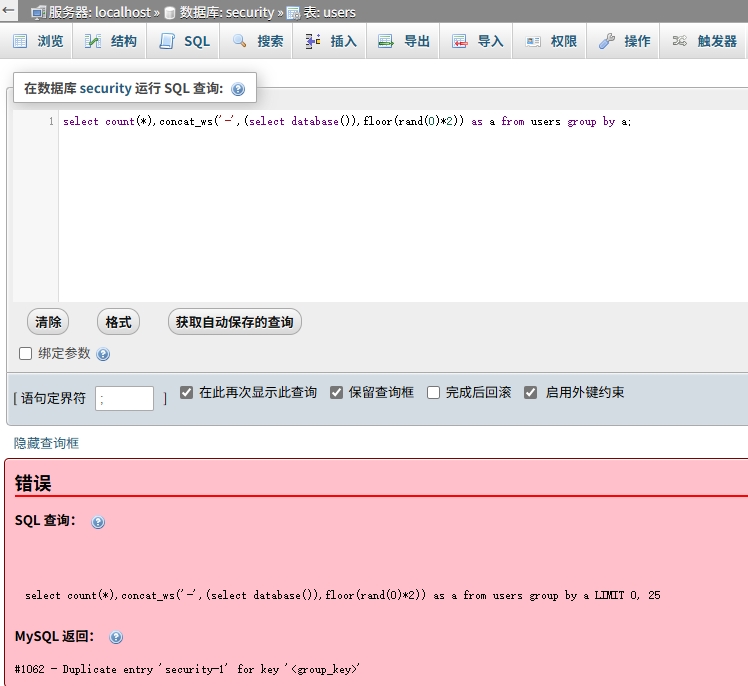 服务器: localhost » 数据库: security » 表: users
浏览 结构 SQL 搜索 插入 导出 导入 权限 操作 触发器
在数据库 security 运行 SQL 查询:
1 select count(*),concat_ws('-',(select database()),floor(rand(0)*2)) as a from users group by a;
清除 格式 获取自动保存的查询
绑定参数
[ 语句定界符 ; ] 在此再次显示此查询 保留查询框 完成后回滚 启用外键约束
隐藏查询框
错误
SQL 查询:
select count(*),concat_ws('-',(select database()),floor(rand(0)*2)) as a from users group by a LIMIT 0, 25
MySQL 返回:
#1062 - Duplicate entry 'security-1' for key '<group_key>'